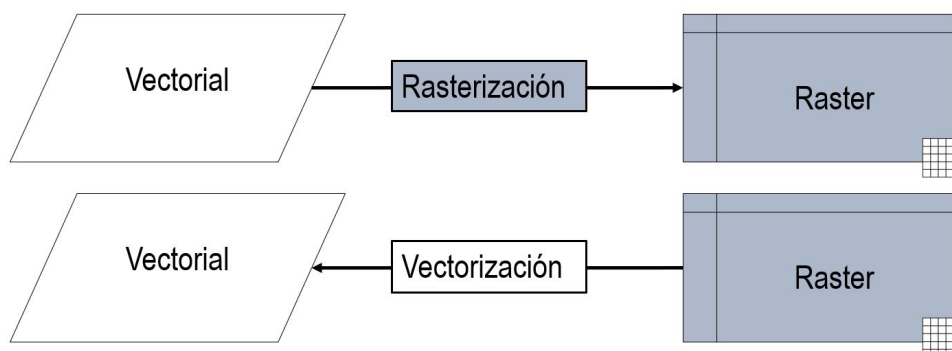 Vectorial
Rasterización
Raster
Vectorial
Vectorización
Raster